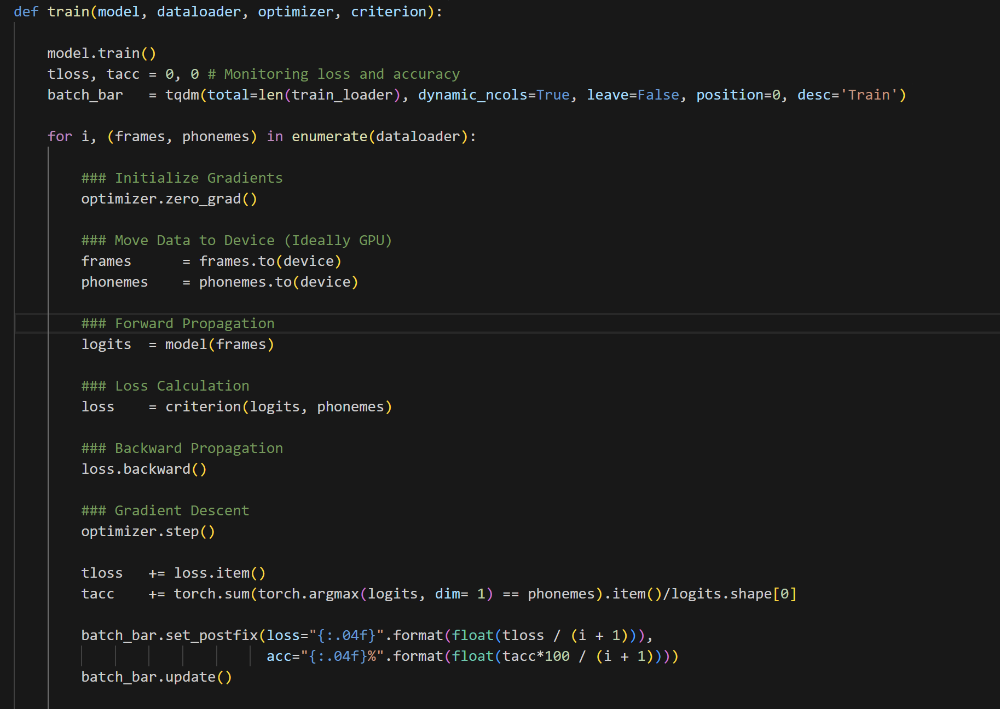 def train(model, dataloader, optimizer, criterion):
model.train()
tloss, tacc = 0, 0 # Monitoring loss and accuracy
batch_bar   = tqdm(total=len(train_loader), dynamic_ncols=True, leave=False, position=0, desc='Train')
for i, (frames, phonemes) in enumerate(dataloader):
### Initialize Gradients
optimizer.zero_grad()
### Move Data to Device (Ideally GPU)
frames      = frames.to(device)
phonemes    = phonemes.to(device)
### Forward Propagation
logits  = model(frames)
### Loss Calculation
loss    = criterion(logits, phonemes)
### Backward Propagation
loss.backward()
### Gradient Descent
optimizer.step()
tloss   += loss.item()
tacc    += torch.sum(torch.argmax(logits, dim= 1) == phonemes).item()/logits.shape[0]
batch_bar.set_postfix(loss="{:.04f}".format(float(tloss / (i + 1))),
acc="{:.04f}%".format(float(tacc*100 / (i + 1))))
batch_bar.update()